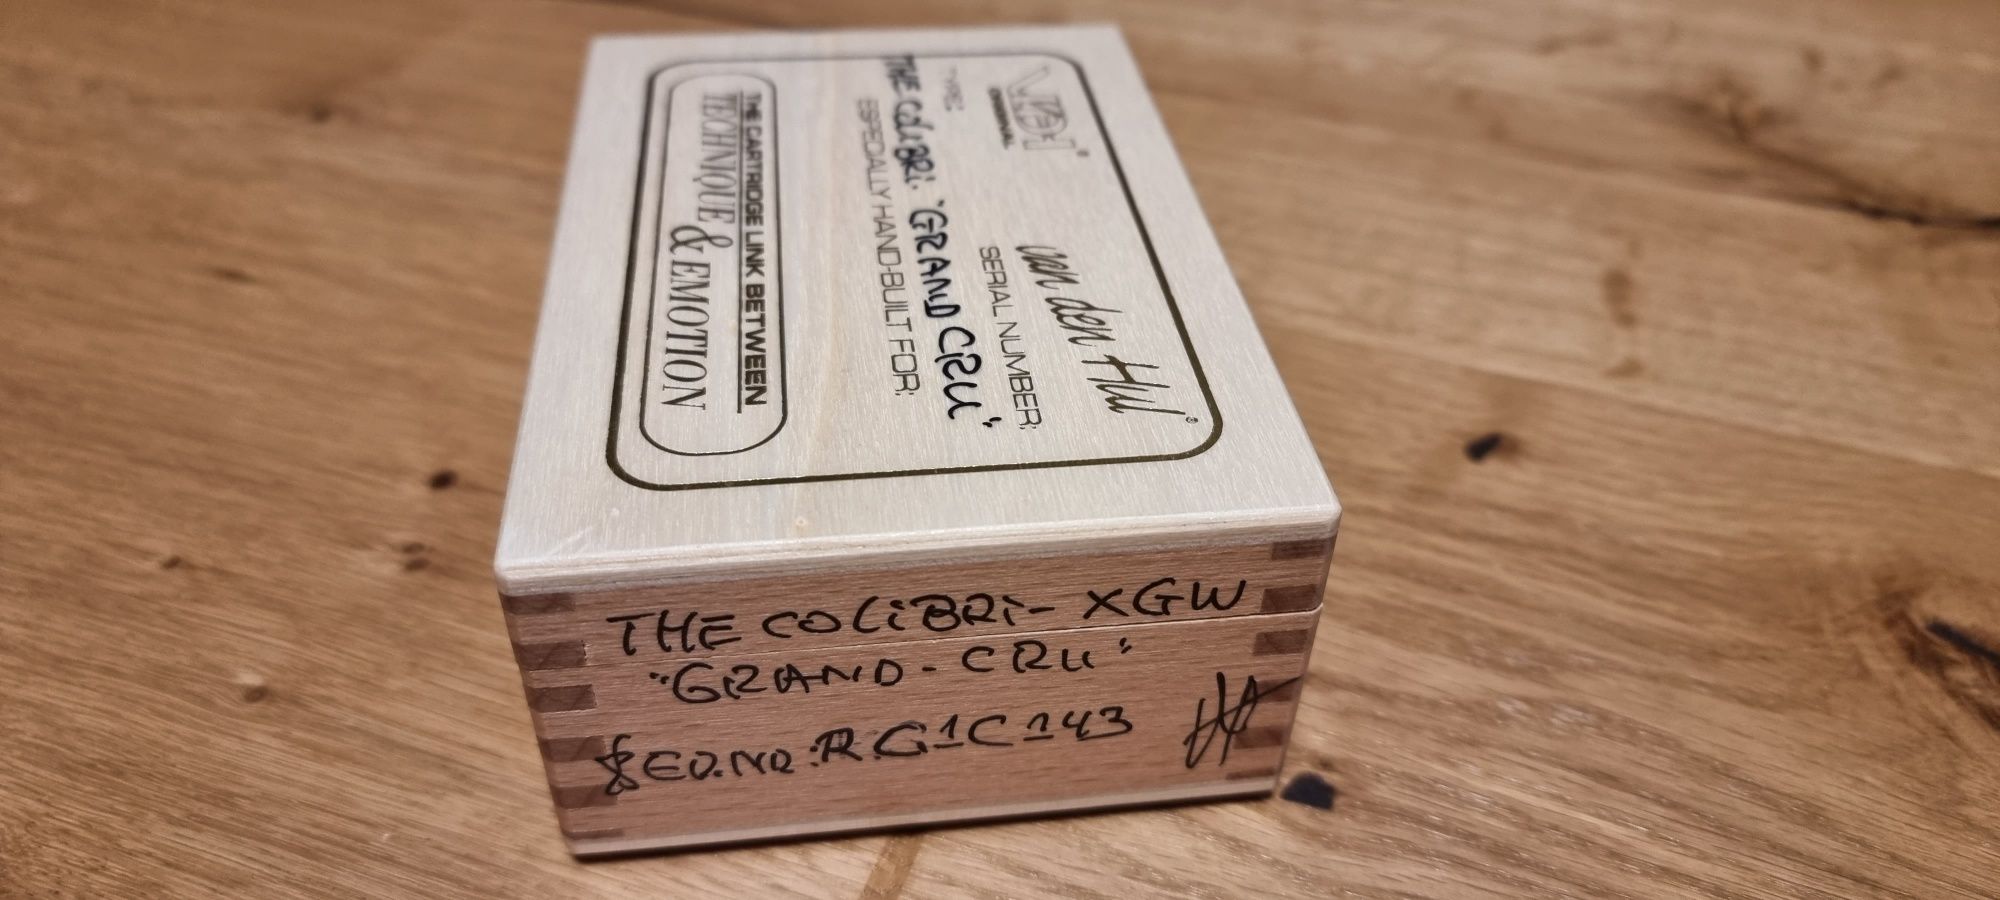 VDH®
ORIGINAL
van den Hul®
TYPE:
SERIAL NUMBER:
THE COLiBRi. "GRAND CRU"
ESPECIALLY HAND-BUILT FOR:
THE CARTRIDGE LINK BETWEEN
TECHNIQUE & EMOTION
THE COLiBRi- XGW
"GRAND-CRU"
RG1C143